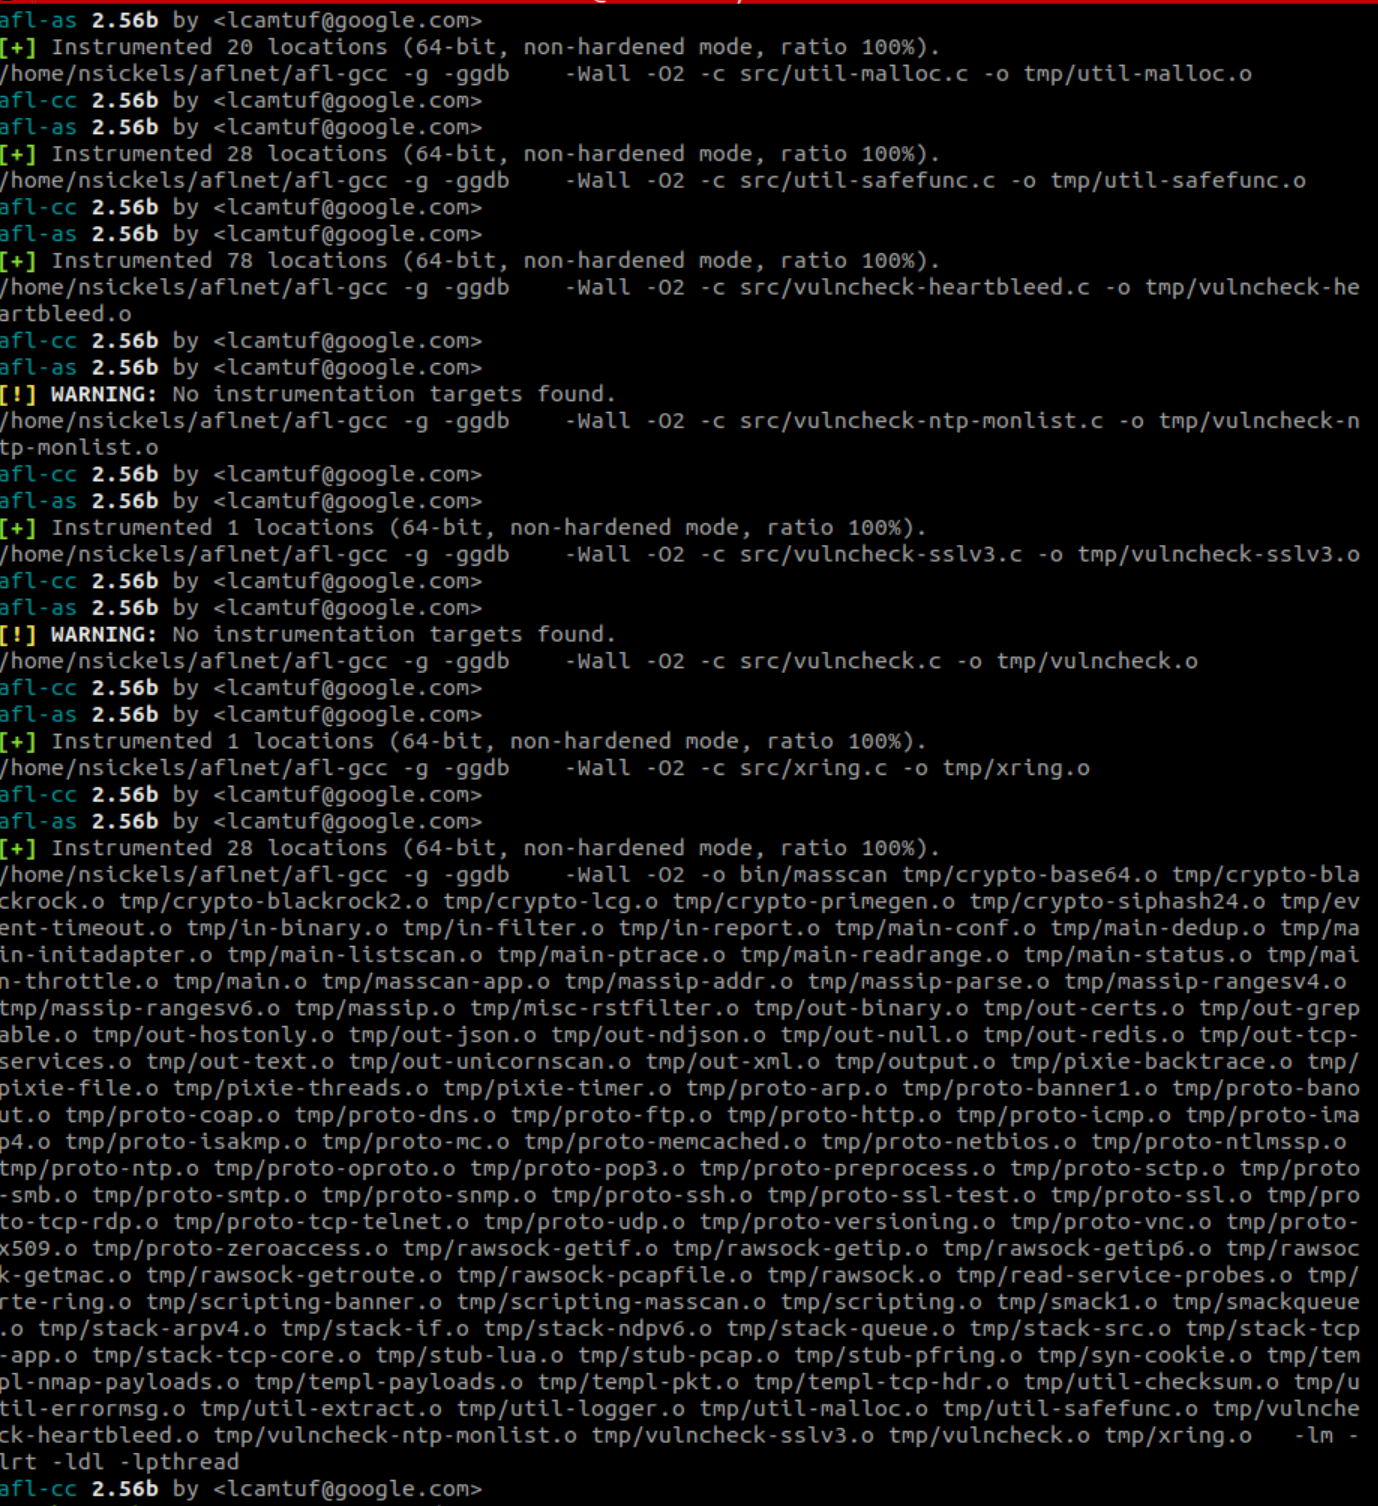 afl-as 2.56b by <lcamtuf@google.com>
[+] Instrumented 20 locations (64-bit, non-hardened mode, ratio 100%).
/home/nsickels/aflnet/afl-gcc -g -ggdb    -Wall -O2 -c src/util-malloc.c -o tmp/util-malloc.o
afl-cc 2.56b by <lcamtuf@google.com>
afl-as 2.56b by <lcamtuf@google.com>
[+] Instrumented 28 locations (64-bit, non-hardened mode, ratio 100%).
/home/nsickels/aflnet/afl-gcc -g -ggdb    -Wall -O2 -c src/util-safefunc.c -o tmp/util-safefunc.o
afl-cc 2.56b by <lcamtuf@google.com>
afl-as 2.56b by <lcamtuf@google.com>
[+] Instrumented 78 locations (64-bit, non-hardened mode, ratio 100%).
/home/nsickels/aflnet/afl-gcc -g -ggdb    -Wall -O2 -c src/vulncheck-heartbleed.c -o tmp/vulncheck-he
artbleed.o
afl-cc 2.56b by <lcamtuf@google.com>
afl-as 2.56b by <lcamtuf@google.com>
[!] WARNING: No instrumentation targets found.
/home/nsickels/aflnet/afl-gcc -g -ggdb    -Wall -O2 -c src/vulncheck-ntp-monlist.c -o tmp/vulncheck-n
tp-monlist.o
afl-cc 2.56b by <lcamtuf@google.com>
afl-as 2.56b by <lcamtuf@google.com>
[+] Instrumented 1 locations (64-bit, non-hardened mode, ratio 100%).
/home/nsickels/aflnet/afl-gcc -g -ggdb    -Wall -O2 -c src/vulncheck-sslv3.c -o tmp/vulncheck-sslv3.o
afl-cc 2.56b by <lcamtuf@google.com>
afl-as 2.56b by <lcamtuf@google.com>
[!] WARNING: No instrumentation targets found.
/home/nsickels/aflnet/afl-gcc -g -ggdb    -Wall -O2 -c src/vulncheck.c -o tmp/vulncheck.o
afl-cc 2.56b by <lcamtuf@google.com>
afl-as 2.56b by <lcamtuf@google.com>
[+] Instrumented 1 locations (64-bit, non-hardened mode, ratio 100%).
/home/nsickels/aflnet/afl-gcc -g -ggdb    -Wall -O2 -c src/xring.c -o tmp/xring.o
afl-cc 2.56b by <lcamtuf@google.com>
afl-as 2.56b by <lcamtuf@google.com>
[+] Instrumented 28 locations (64-bit, non-hardened mode, ratio 100%).
/home/nsickels/aflnet/afl-gcc -g -ggdb    -Wall -O2 -o bin/masscan tmp/crypto-base64.o tmp/crypto-bla
ckrock.o tmp/crypto-blackrock2.o tmp/crypto-lcg.o tmp/crypto-primegen.o tmp/crypto-siphash24.o tmp/ev
ent-timeout.o tmp/in-binary.o tmp/in-filter.o tmp/in-report.o tmp/main-conf.o tmp/main-dedup.o tmp/ma
in-initadapter.o tmp/main-listscan.o tmp/main-ptrace.o tmp/main-readrange.o tmp/main-status.o tmp/mai
n-throttle.o tmp/main.o tmp/masscan-app.o tmp/massip-addr.o tmp/massip-parse.o tmp/massip-rangesv4.o
tmp/massip-rangesv6.o tmp/massip.o tmp/misc-rstfilter.o tmp/out-binary.o tmp/out-certs.o tmp/out-grep
able.o tmp/out-hostonly.o tmp/out-json.o tmp/out-ndjson.o tmp/out-null.o tmp/out-redis.o tmp/out-tcp-
services.o tmp/out-text.o tmp/out-unicornscan.o tmp/out-xml.o tmp/output.o tmp/pixie-backtrace.o tmp/
pixie-file.o tmp/pixie-threads.o tmp/pixie-timer.o tmp/proto-arp.o tmp/proto-banner1.o tmp/proto-bano
ut.o tmp/proto-coap.o tmp/proto-dns.o tmp/proto-ftp.o tmp/proto-http.o tmp/proto-icmp.o tmp/proto-ima
p4.o tmp/proto-isakmp.o tmp/proto-mc.o tmp/proto-memcached.o tmp/proto-netbios.o tmp/proto-ntlmssp.o
tmp/proto-ntp.o tmp/proto-oproto.o tmp/proto-pop3.o tmp/proto-preprocess.o tmp/proto-sctp.o tmp/proto
-smb.o tmp/proto-smtp.o tmp/proto-snmp.o tmp/proto-ssh.o tmp/proto-ssl-test.o tmp/proto-ssl.o tmp/pro
to-tcp-rdp.o tmp/proto-tcp-telnet.o tmp/proto-udp.o tmp/proto-versioning.o tmp/proto-vnc.o tmp/proto-
x509.o tmp/proto-zeroaccess.o tmp/rawsock-getif.o tmp/rawsock-getip.o tmp/rawsock-getip6.o tmp/rawsoc
k-getmac.o tmp/rawsock-getroute.o tmp/rawsock-pcapfile.o tmp/rawsock.o tmp/read-service-probes.o tmp/
rte-ring.o tmp/scripting-banner.o tmp/scripting-masscan.o tmp/scripting.o tmp/smack1.o tmp/smackqueue
.o tmp/stack-arpv4.o tmp/stack-if.o tmp/stack-ndpv6.o tmp/stack-queue.o tmp/stack-src.o tmp/stack-tcp
-app.o tmp/stack-tcp-core.o tmp/stub-lua.o tmp/stub-pcap.o tmp/stub-pfring.o tmp/syn-cookie.o tmp/tem
pl-nmap-payloads.o tmp/templ-payloads.o tmp/templ-pkt.o tmp/templ-tcp-hdr.o tmp/util-checksum.o tmp/u
til-errormsg.o tmp/util-extract.o tmp/util-logger.o tmp/util-malloc.o tmp/util-safefunc.o tmp/vulnche
ck-heartbleed.o tmp/vulncheck-ntp-monlist.o tmp/vulncheck-sslv3.o tmp/vulncheck.o tmp/xring.o   -lm -
lrt -ldl -lpthread
afl-cc 2.56b by <lcamtuf@google.com>